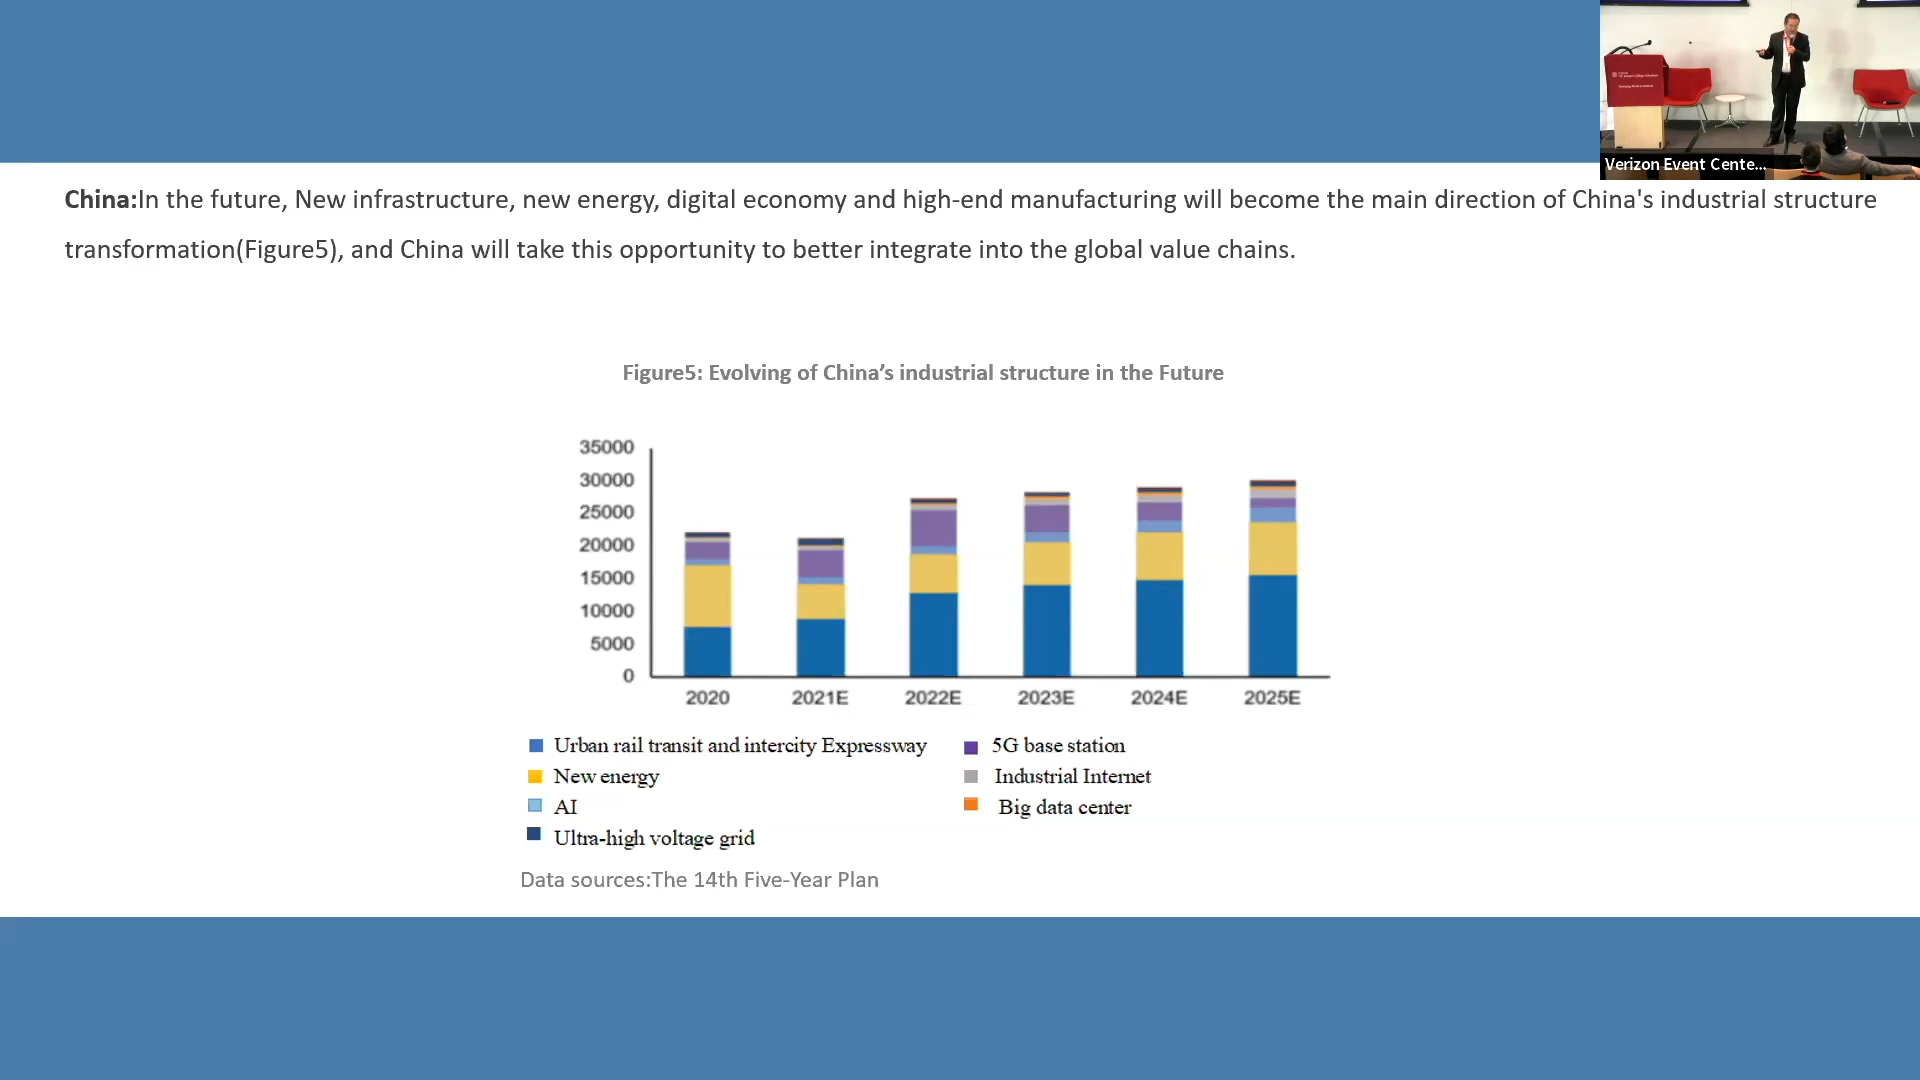 Verizon Event Cente...
China:In the future, New infrastructure, new energy, digital economy and high-end manufacturing will become the main direction of China's industrial structure
transformation(Figure5), and China will take this opportunity to better integrate into the global value chains.
Figure5: Evolving of China’s industrial structure in the Future
35000
30000
25000
20000
15000
10000
5000
0
2020 2021E 2022E 2023E 2024E 2025E
Urban rail transit and intercity Expressway 5G base station
New energy Industrial Internet
AI Big data center
Ultra-high voltage grid
Data sources:The 14th Five-Year Plan